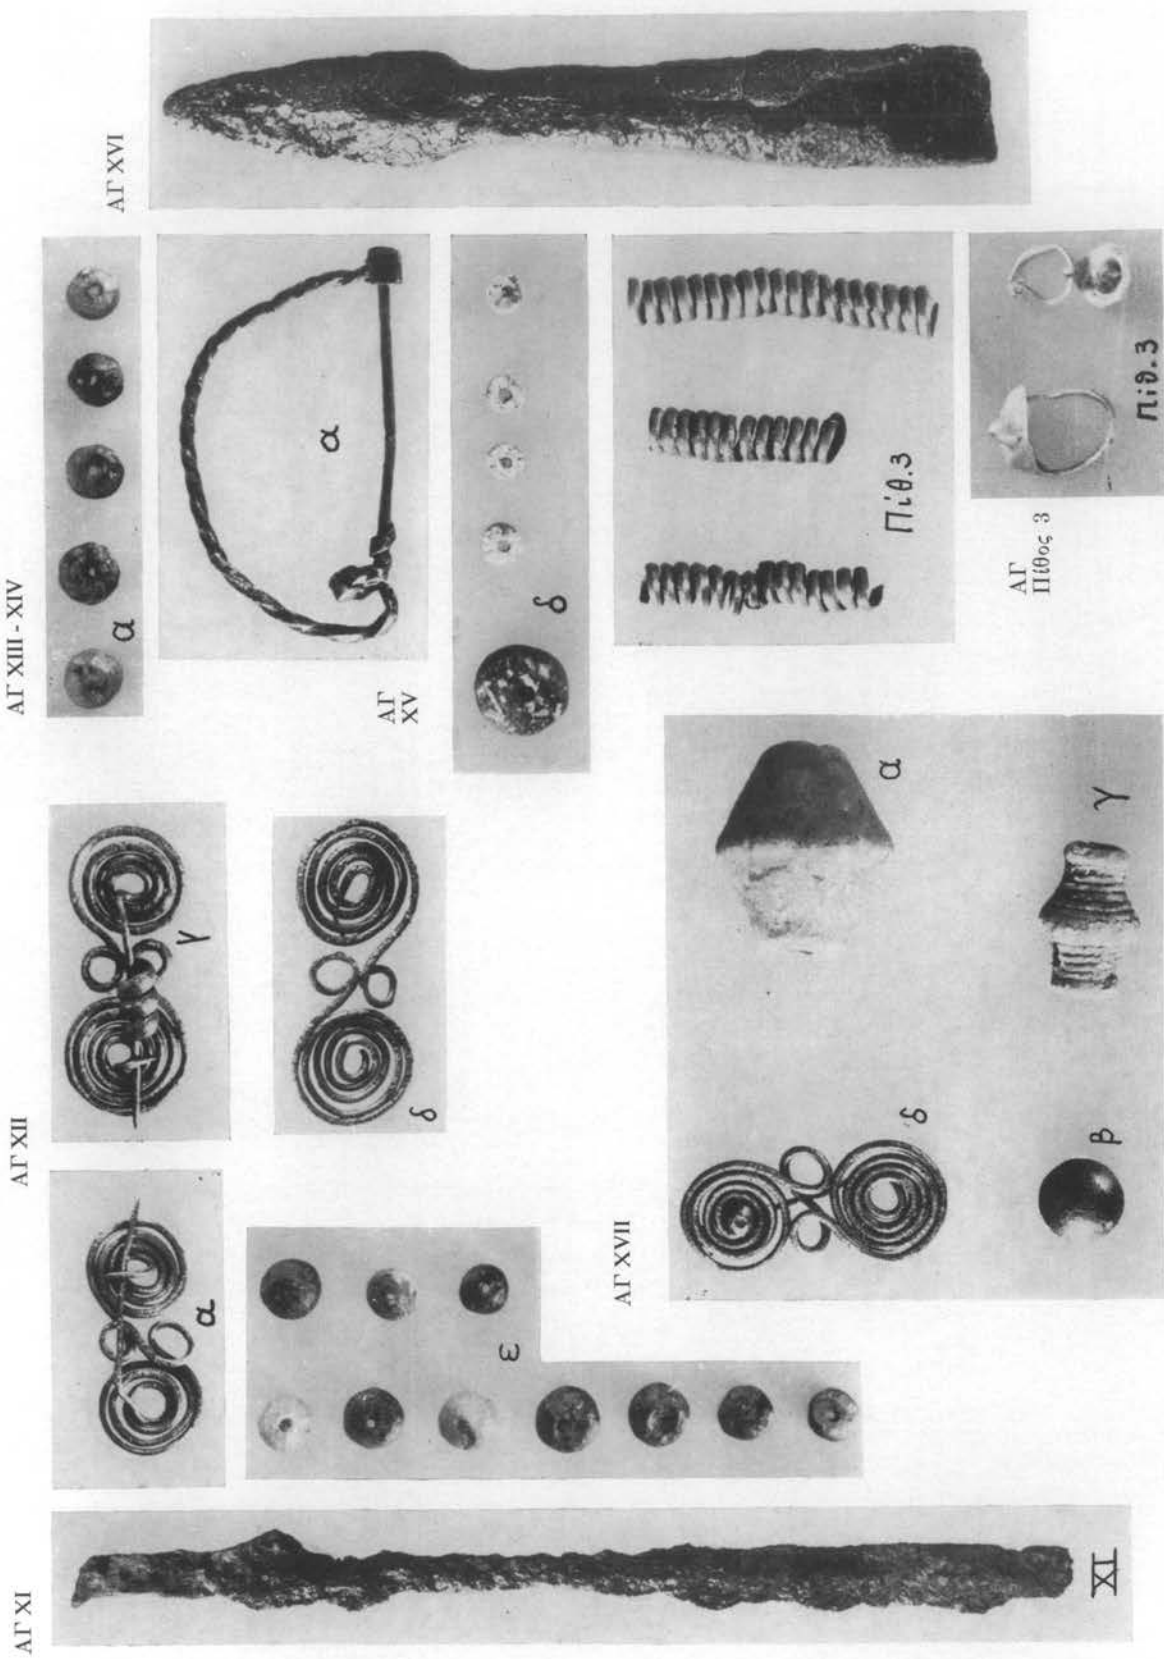 ΑΓ XI
XI
ΑΓ XII
α
γ
δ
ε
ΑΓ XIII - XIV
α
α
ΑΓ
XV
δ
ΑΓ XVI
Πίθ.3
ΑΓ
Πίθος 3
Πιθ.3
ΑΓ XVII
δ
α
β
γ